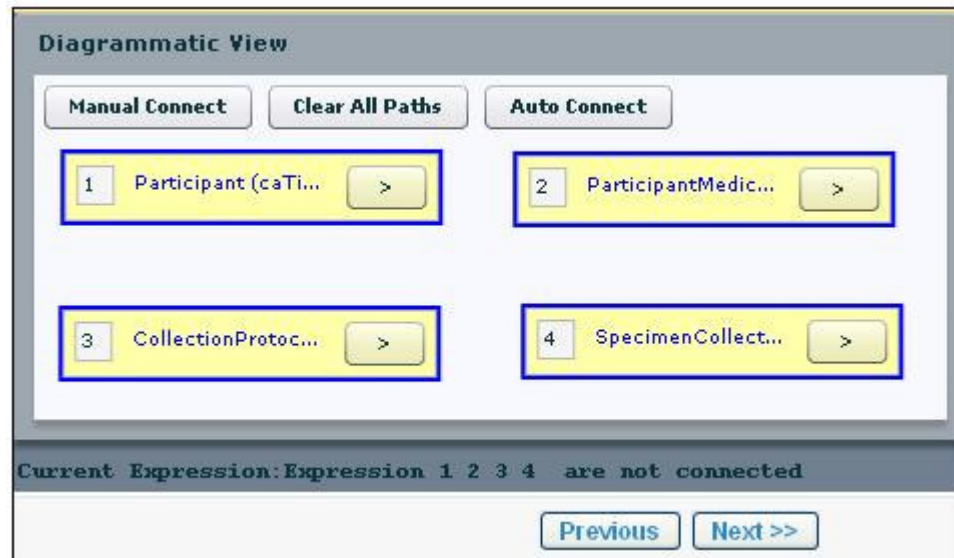 Diagrammatic View
Manual Connect Clear All Paths Auto Connect
1 Participant (caTi... >
2 ParticipantMedic... >
3 CollectionProtoc... >
4 SpecimenCollect... >
Current Expression:Expression 1 2 3 4 are not connected
Previous Next >>